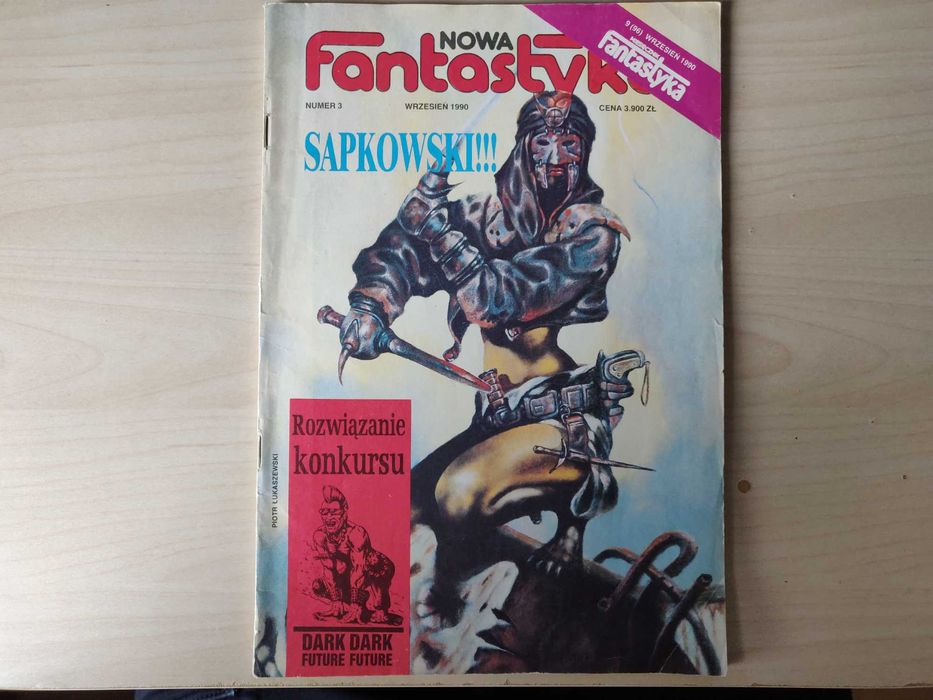 NOWA
Fantastyka
9 (96) WRZESIEŃ 1990
MIESIĘCZNIK
Fantastyka
NUMER 3
WRZESIEŃ 1990
CENA 3.900 ZŁ
SAPKOWSKI!!!
Rozwiązanie
konkursu
DARK DARK
FUTURE FUTURE
PIOTR ŁUKASZEWSKI